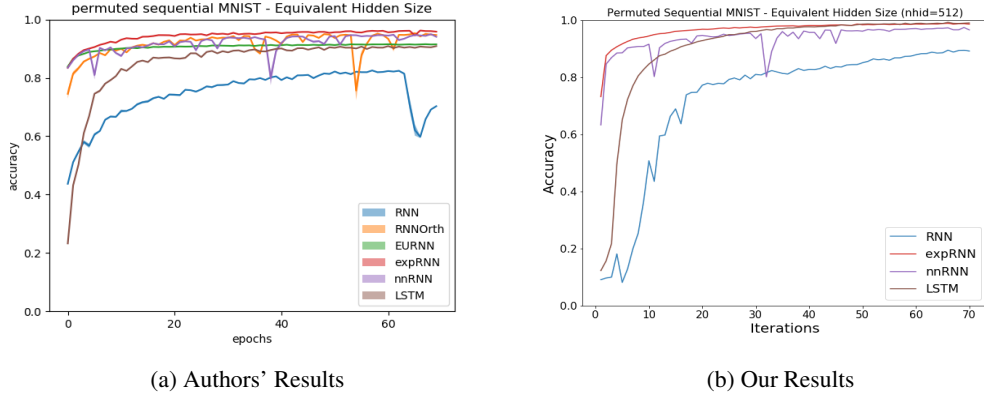 permuted sequential MNIST - Equivalent Hidden Size
1.0
0.8
0.6
0.4
0.2
0.0
accuracy
0
20
40
60
epochs
RNN
RNNOrth
EURNN
expRNN
nnRNN
LSTM
(a) Authors' Results
Permuted Sequential MNIST - Equivalent Hidden Size (nhid=512)
1.0
0.8
0.6
0.4
0.2
0.0
Accuracy
0
10
20
30
40
50
60
70
Iterations
RNN
expRNN
nnRNN
LSTM
(b) Our Results